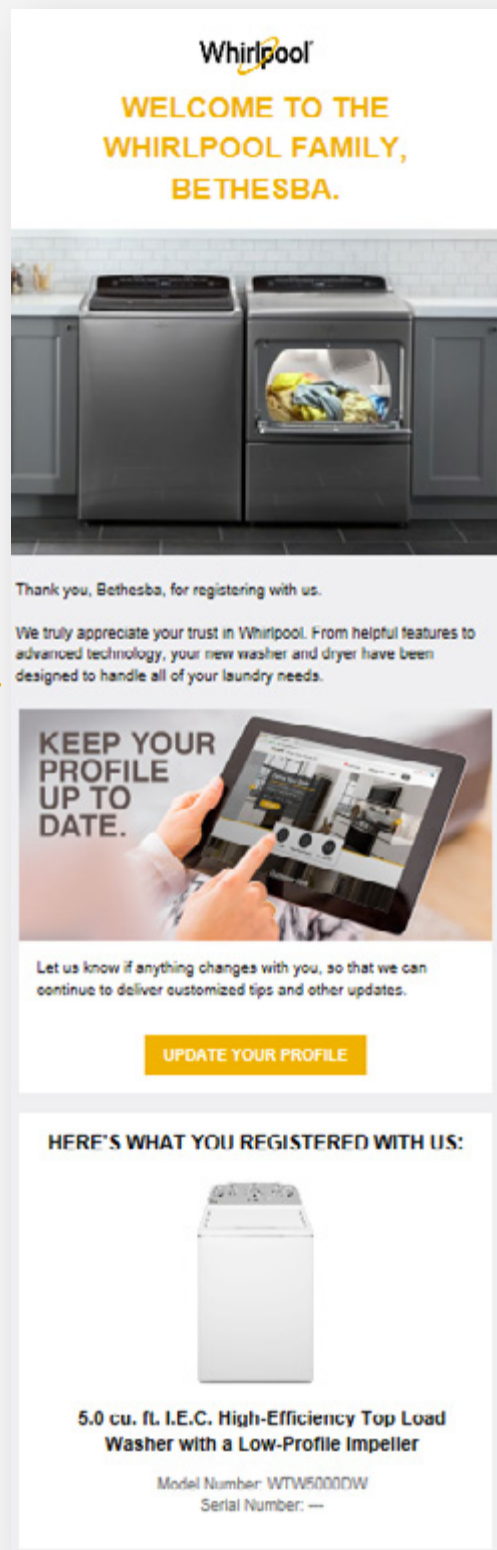 Whirlpool
WELCOME TO THE
WHIRLPOOL FAMILY,
BETHESBA.
Thank you, Bethesba, for registering with us.
We truly appreciate your trust in Whirlpool. From helpful features to
advanced technology, your new washer and dryer have been
designed to handle all of your laundry needs.
KEEP YOUR
PROFILE
UP TO
DATE.
Let us know if anything changes with you, so that we can
continue to deliver customized tips and other updates.
UPDATE YOUR PROFILE
HERE'S WHAT YOU REGISTERED WITH US:
5.0 cu. ft. I.E.C. High-Efficiency Top Load
Washer with a Low-Profile Impeller
Model Number: WTW5000DW
Serial Number: ---